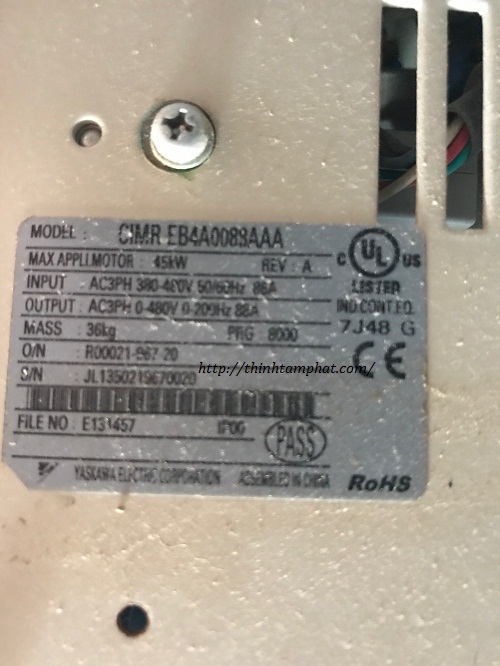 MODEL : CIMR EB4A0088AAA
MAX APPLI.MOTOR : 45kW REV : A
INPUT : AC3PH 380-480V 50/60Hz 86A
OUTPUT : AC3PH 0-480V 0-200Hz 88A
MASS : 36kg PRG : 8000
O/N : R00021-967-20
S/N : JL1350219670020
http://thinhtamphat.com/
FILE NO : E131457 IP00
PASS
YASKAWA ELECTRIC CORPORATION ASSEMBLED IN CHINA
C UL US
LISTED
IND.CONT.EQ.
7J48 G
CE
RoHS